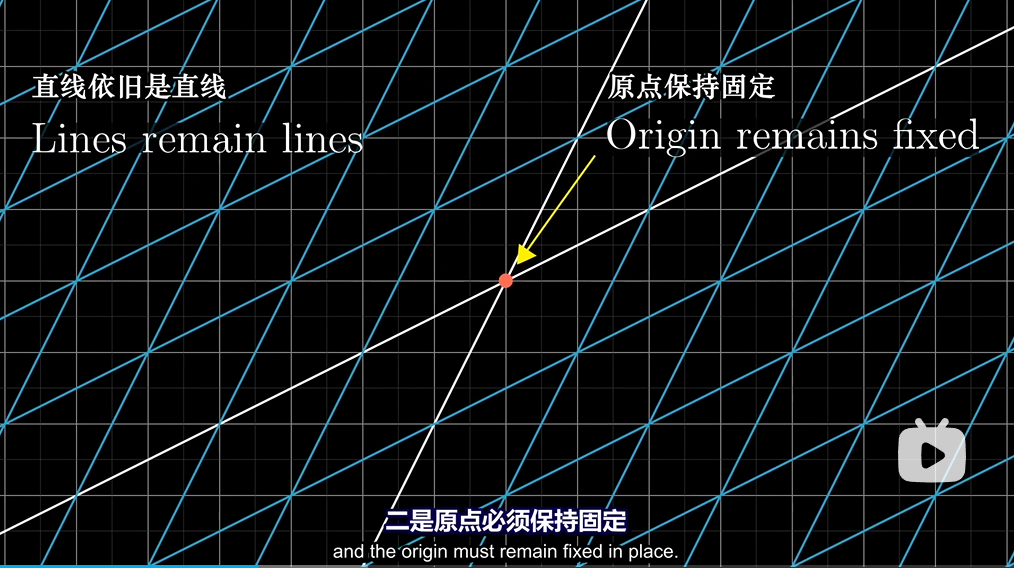 直线依旧是直线
Lines remain lines
原点保持固定
Origin remains fixed
二是原点必须保持固定
and the origin must remain fixed in place.